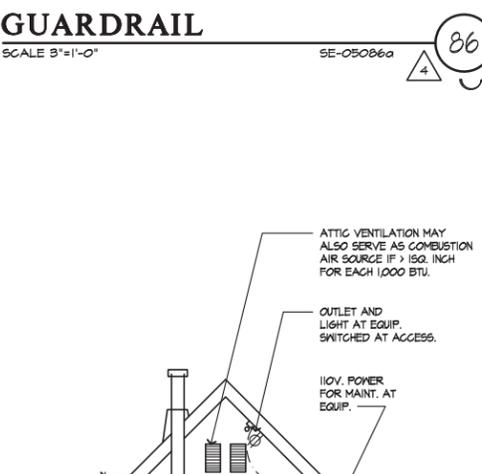 GUARDRAIL
SCALE 3"=1'-0"
SE-05086a
86
4
ATTIC VENTILATION MAY
ALSO SERVE AS COMBUSTION
AIR SOURCE IF > 1SQ. INCH
FOR EACH 1,000 BTU.
OUTLET AND
LIGHT AT EQUIP.
SWITCHED AT ACCESS.
110V. POWER
FOR MAINT. AT
EQUIP.